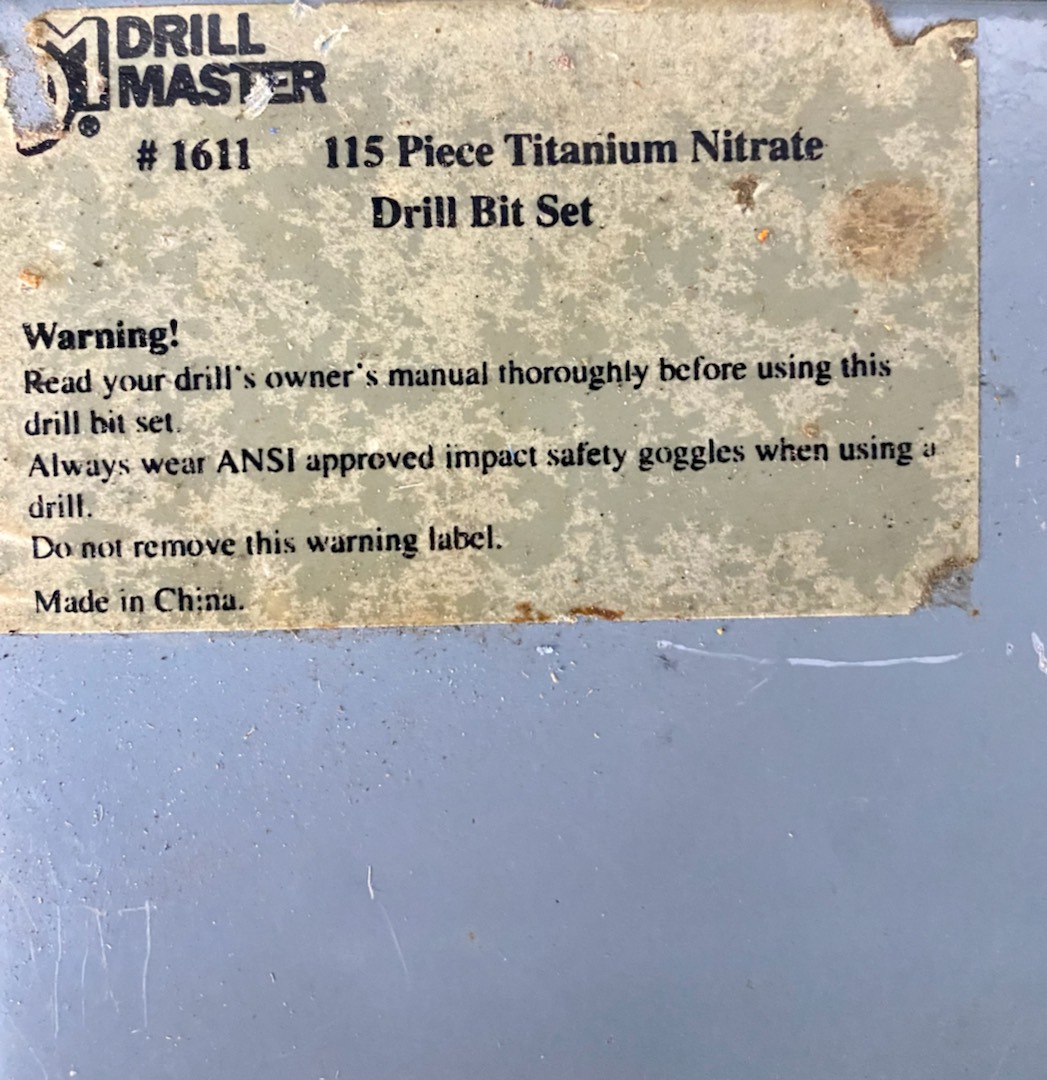 DRILL
MASTER
®
# 1611 115 Piece Titanium Nitrate
Drill Bit Set
Warning!
Read your drill's owner's manual thoroughly before using this
drill bit set.
Always wear ANSI approved impact safety goggles when using a
drill.
Do not remove this warning label.
Made in China.